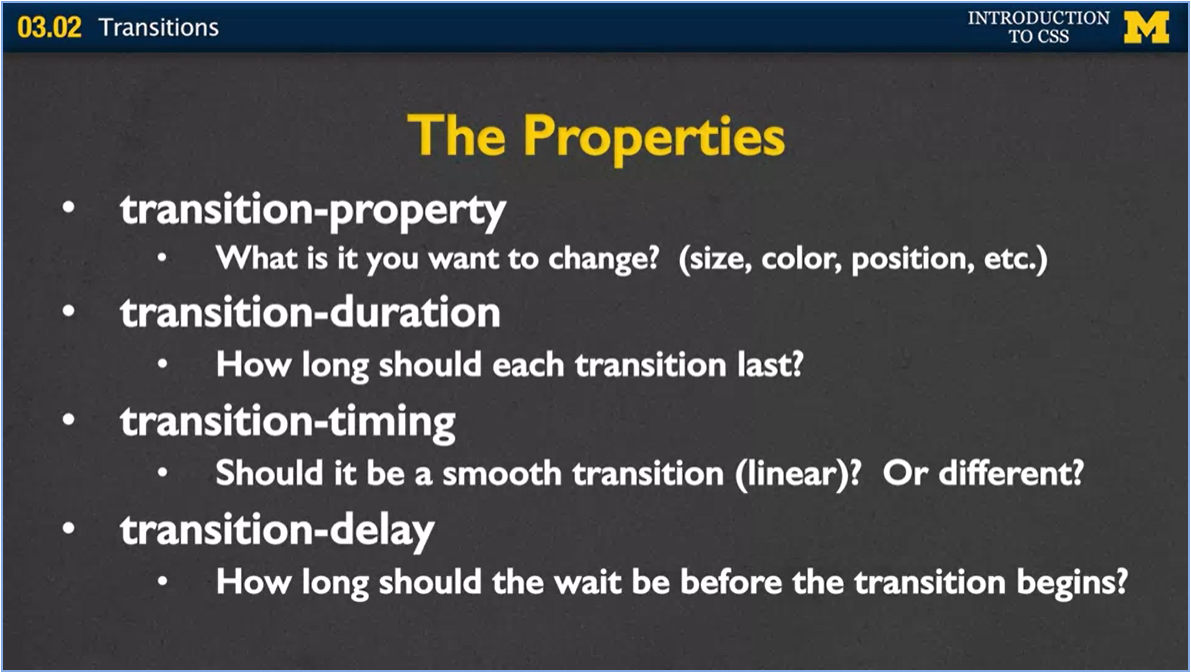 03.02 Transitions
INTRODUCTION
TO CSS
M
The Properties
• transition-property
• What is it you want to change? (size, color, position, etc.)
• transition-duration
• How long should each transition last?
• transition-timing
• Should it be a smooth transition (linear)? Or different?
• transition-delay
• How long should the wait be before the transition begins?